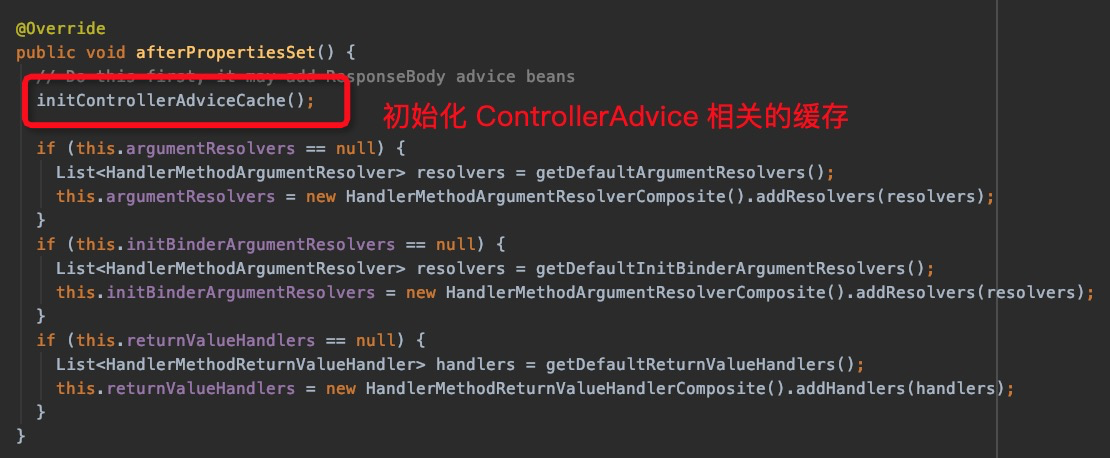 @Override
public void afterPropertiesSet() {
// Do this first, it may add ResponseBody advice beans
initControllerAdviceCache();
初始化 ControllerAdvice 相关的缓存
if (this.argumentResolvers == null) {
List<HandlerMethodArgumentResolver> resolvers = getDefaultArgumentResolvers();
this.argumentResolvers = new HandlerMethodArgumentResolverComposite().addResolvers(resolvers);
}
if (this.initBinderArgumentResolvers == null) {
List<HandlerMethodArgumentResolver> resolvers = getDefaultInitBinderArgumentResolvers();
this.initBinderArgumentResolvers = new HandlerMethodArgumentResolverComposite().addResolvers(resolvers);
}
if (this.returnValueHandlers == null) {
List<HandlerMethodReturnValueHandler> handlers = getDefaultReturnValueHandlers();
this.returnValueHandlers = new HandlerMethodReturnValueHandlerComposite().addHandlers(handlers);
}
}